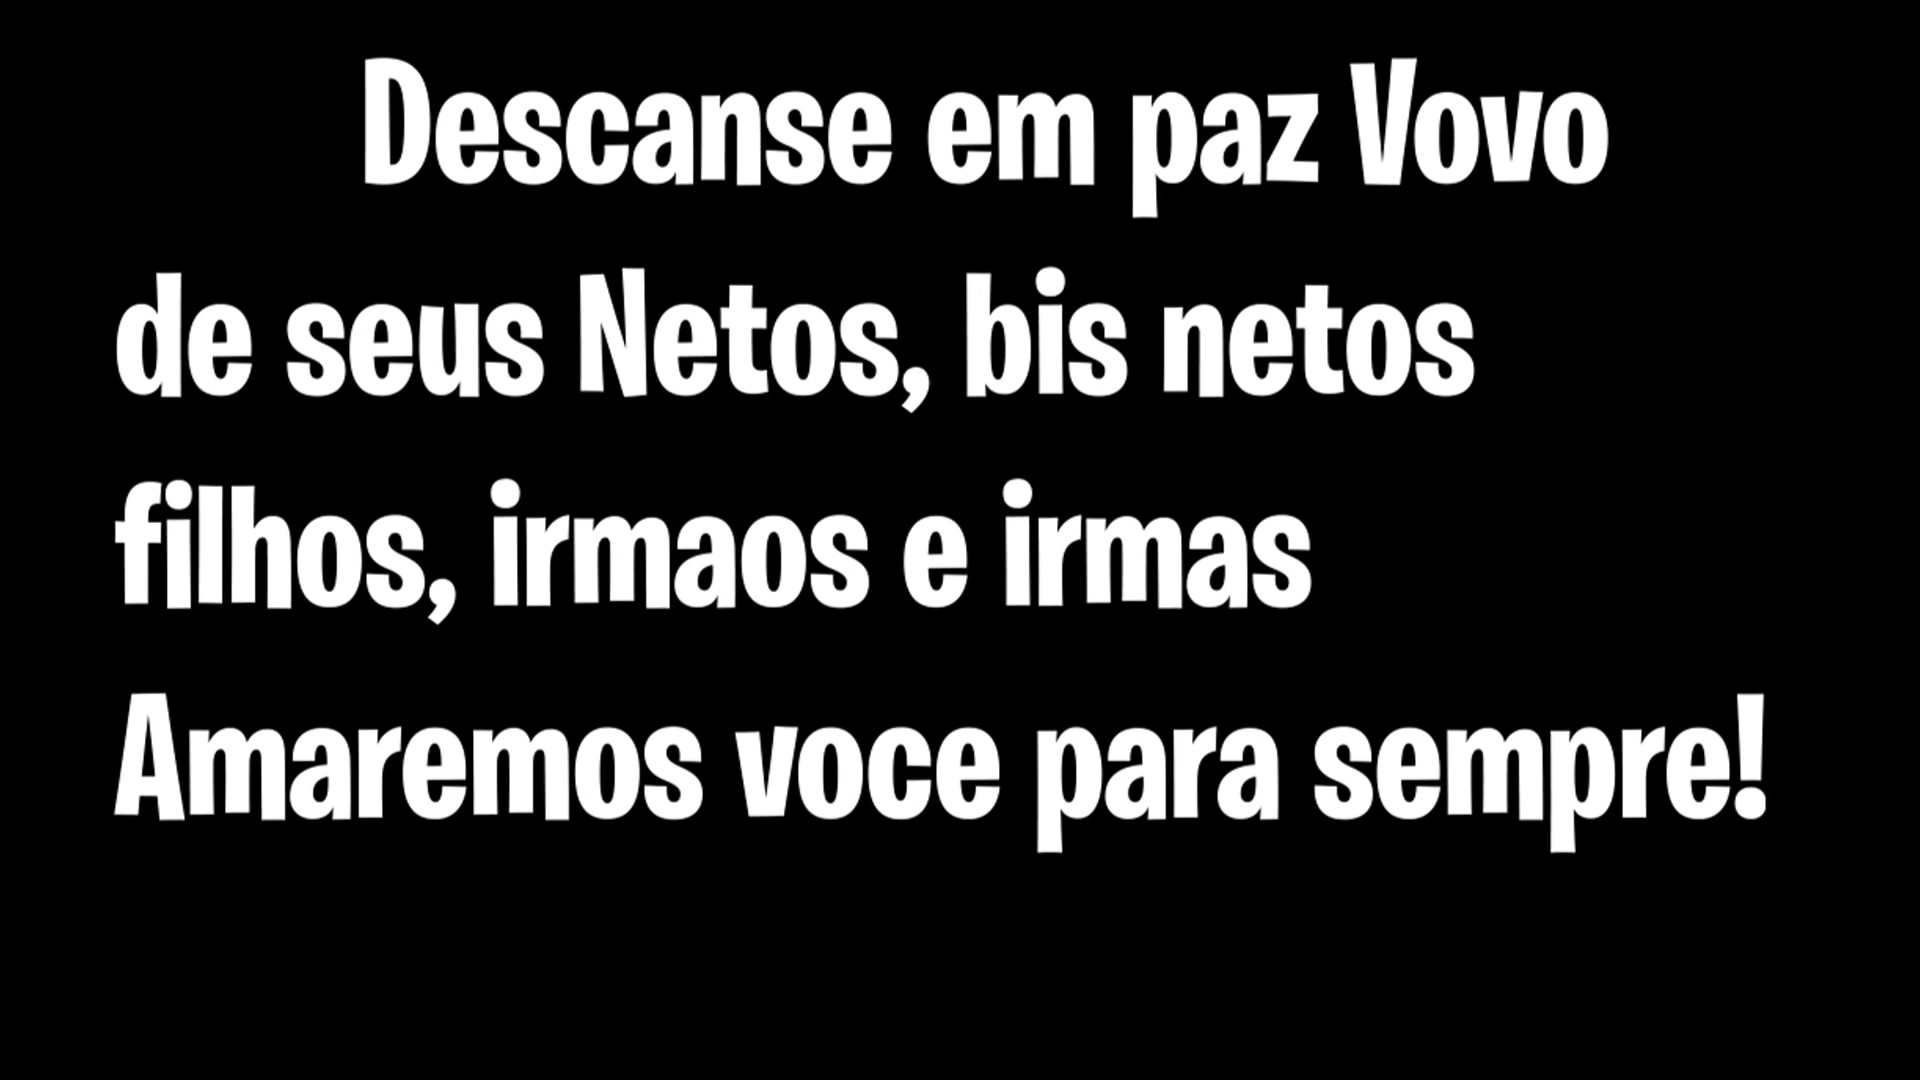 Descanse em paz Vovo
de seus Netos, bis netos
filhos, irmaos e irmas
Amaremos voce para sempre!